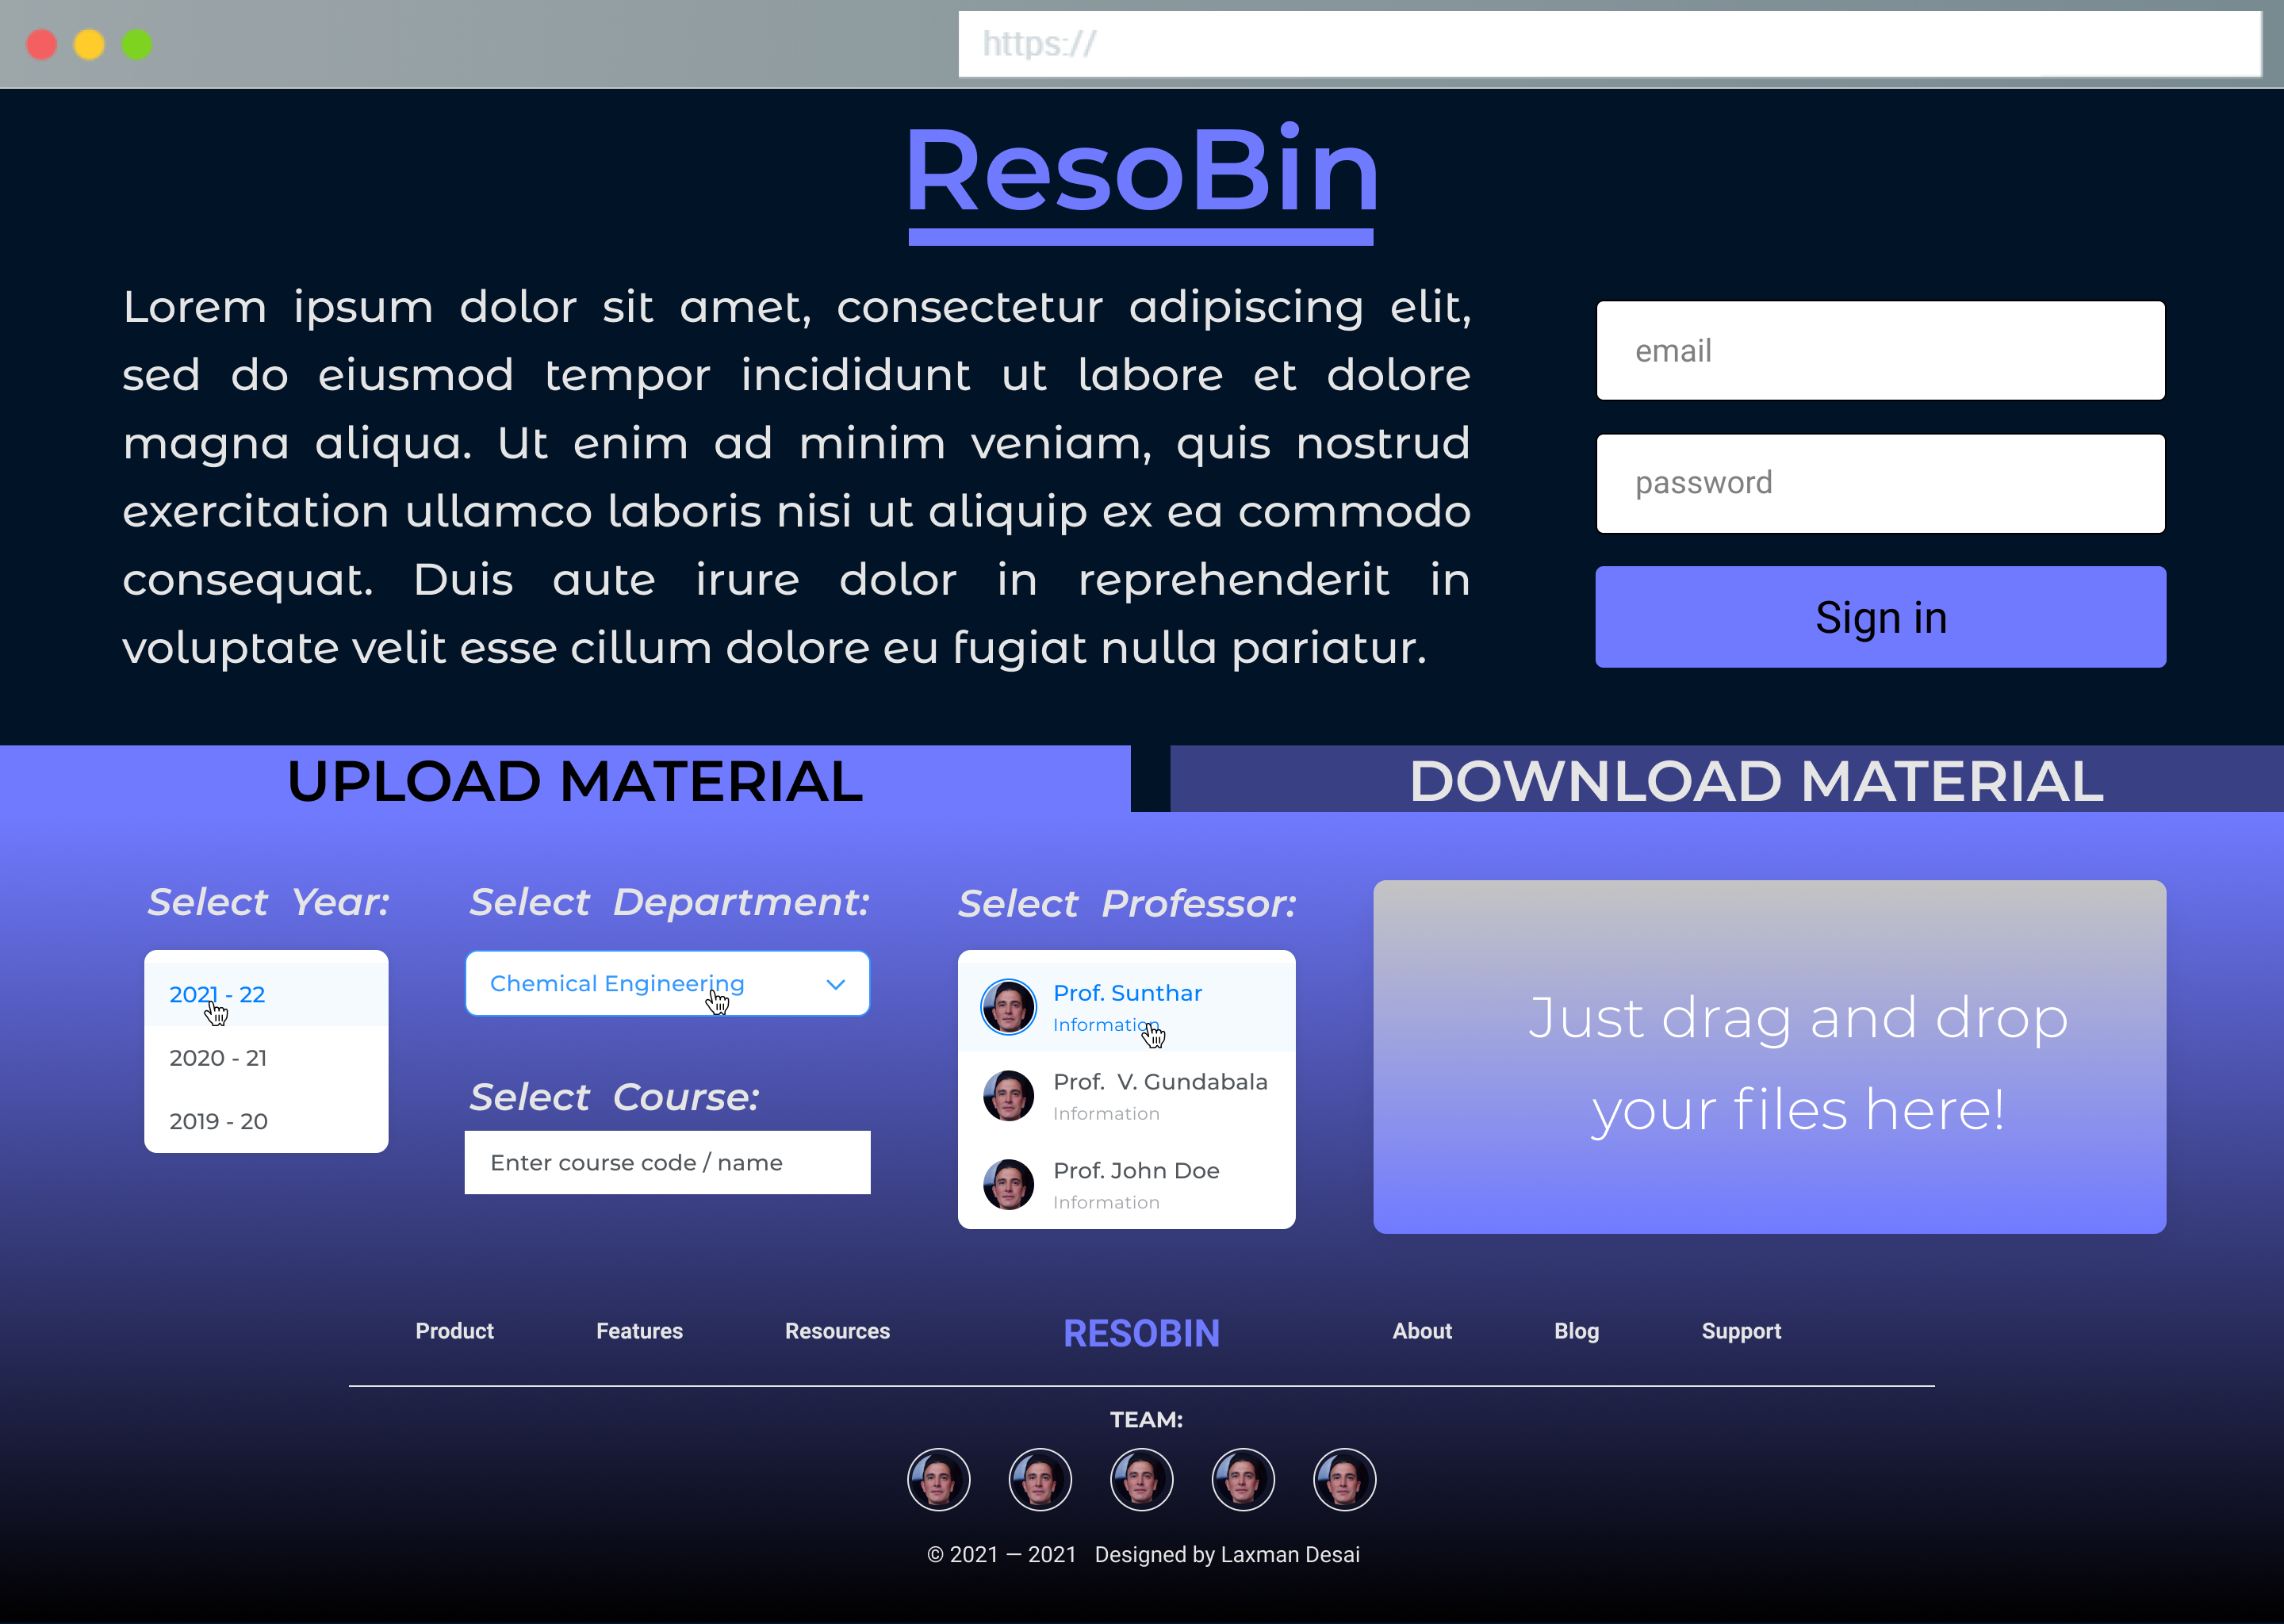 https://
ResoBin
Lorem ipsum dolor sit amet, consectetur adipiscing elit,
sed do eiusmod tempor incididunt ut labore et dolore
magna aliqua. Ut enim ad minim veniam, quis nostrud
exercitation ullamco laboris nisi ut aliquip ex ea commodo
consequat. Duis aute irure dolor in reprehenderit in
voluptate velit esse cillum dolore eu fugiat nulla pariatur.
email
password
Sign in
UPLOAD MATERIAL
DOWNLOAD MATERIAL
Select Year:
2021 - 22
2020 - 21
2019 - 20
Select Department:
Chemical Engineering
Select Course:
Enter course code / name
Select Professor:
Prof. Sunthar
Information
Prof. V. Gundabala
Information
Prof. John Doe
Information
Just drag and drop
your files here!
Product Features Resources RESOBIN About Blog Support
TEAM:
© 2021 — 2021 Designed by Laxman Desai